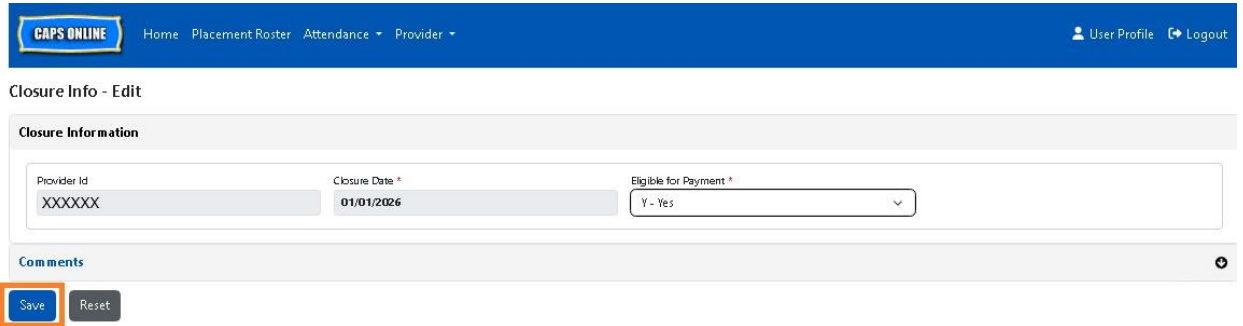 CAPS ONLINE Home Placement Roster Attendance Provider User Profile Logout
Closure Info - Edit
Closure Information
Provider Id Closure Date * Eligible for Payment *
XXXXXX 01/01/2026 Y - Yes
Comments
Save Reset